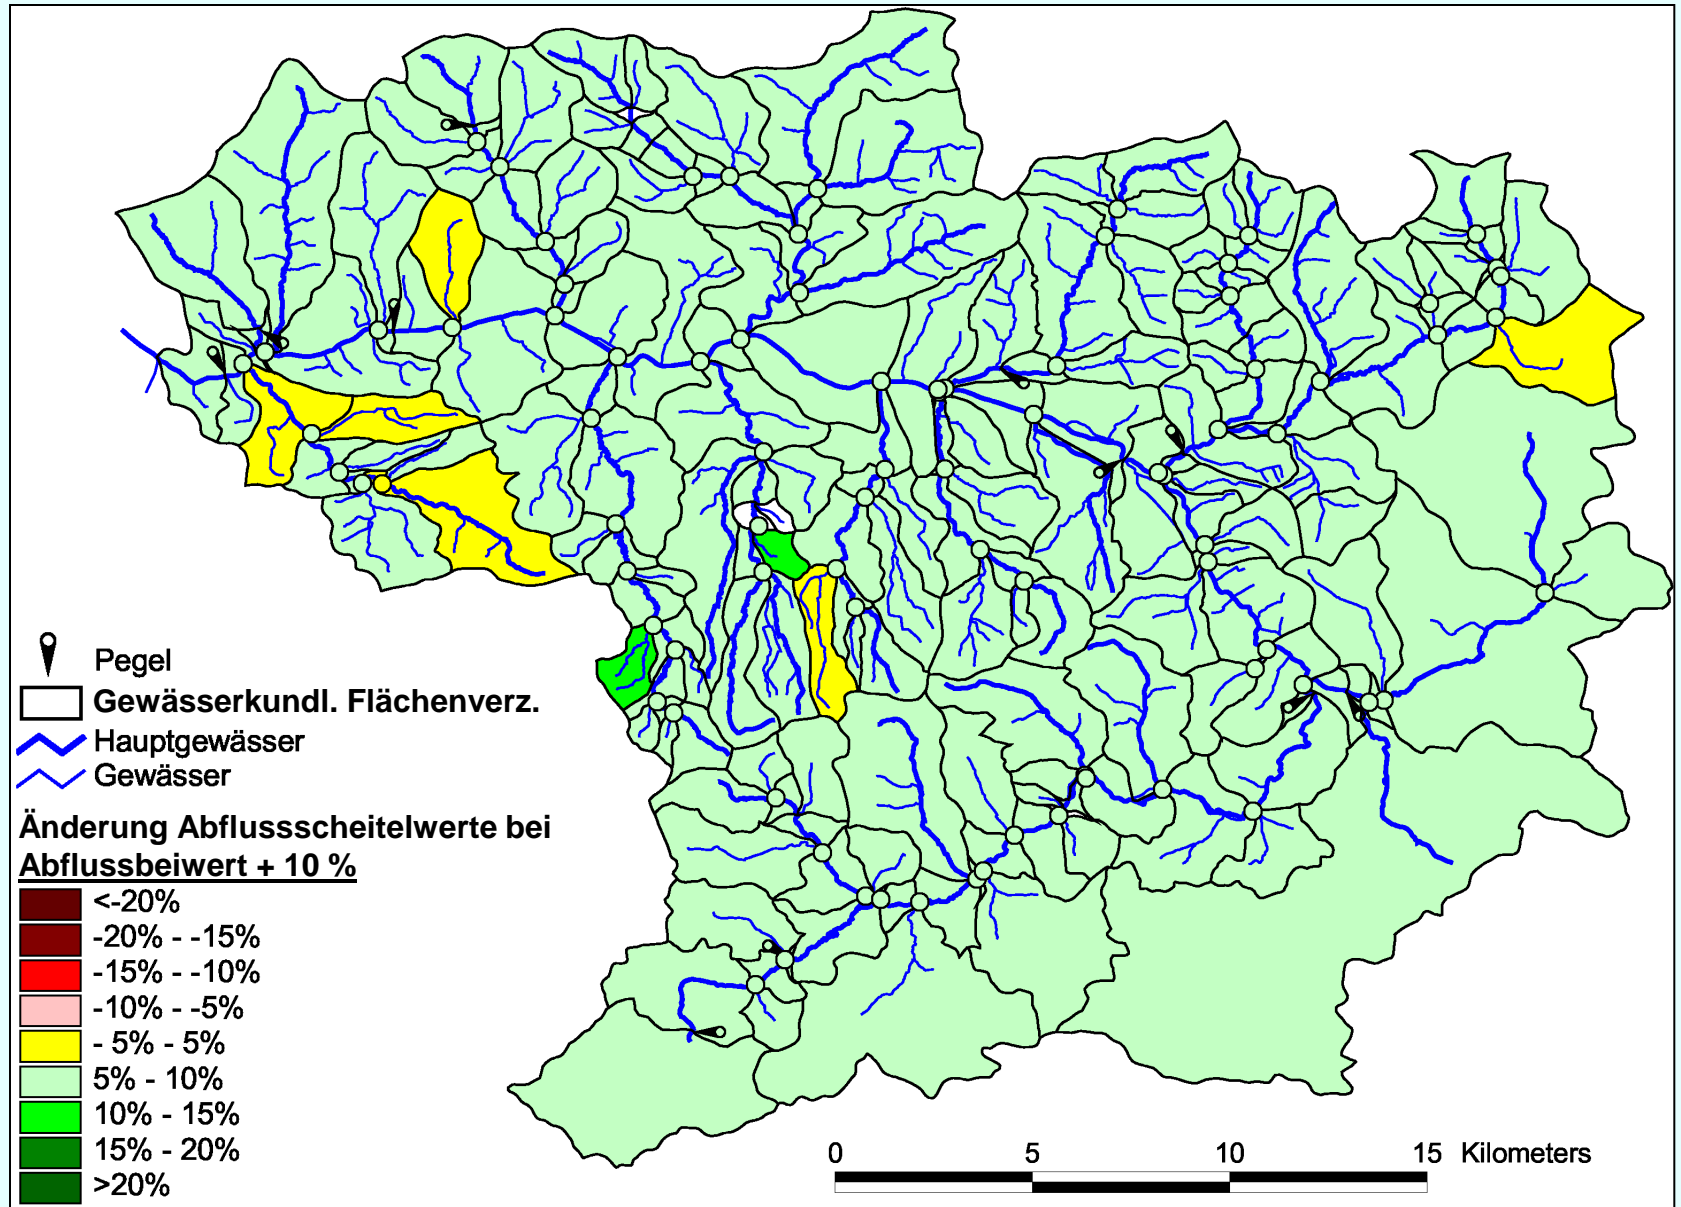 Pegel
Gewässerkundl. Flächenverz.
Hauptgewässer
Gewässer
Änderung Abflussscheitelwerte bei
Abflussbeiwert + 10 %
<-20%
-20% - -15%
-15% - -10%
-10% - -5%
- 5% - 5%
5% - 10%
10% - 15%
15% - 20%
>20%
0 5 10 15 Kilometers